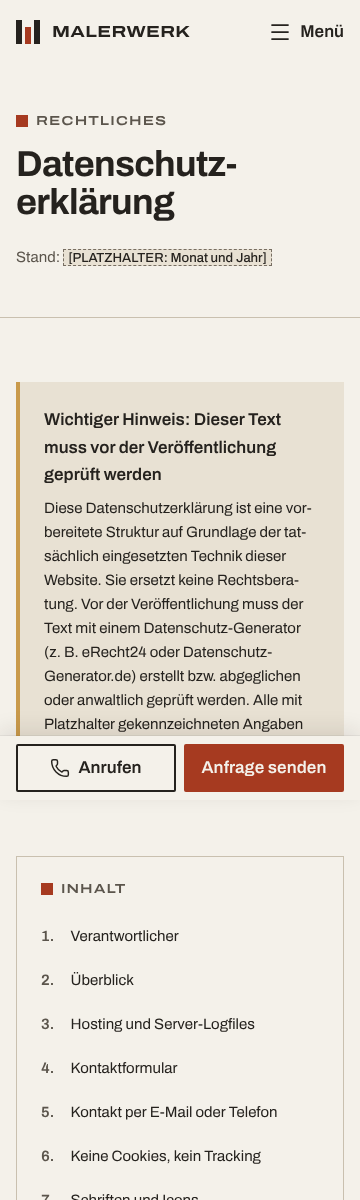 MALERWERK
Menü
RECHTLICHES
Datenschutz-
erklärung
Stand: [PLATZHALTER: Monat und Jahr]
Wichtiger Hinweis: Dieser Text
muss vor der Veröffentlichung
geprüft werden
Diese Datenschutzerklärung ist eine vor-
bereitete Struktur auf Grundlage der tat-
sächlich eingesetzten Technik dieser
Website. Sie ersetzt keine Rechtsbera-
tung. Vor der Veröffentlichung muss der
Text mit einem Datenschutz-Generator
(z. B. eRecht24 oder Datenschutz-
Generator.de) erstellt bzw. abgeglichen
oder anwaltlich geprüft werden. Alle mit
Platzhalter gekennzeichneten Angaben
Anrufen
Anfrage senden
INHALT
1. Verantwortlicher
2. Überblick
3. Hosting und Server-Logfiles
4. Kontaktformular
5. Kontakt per E-Mail oder Telefon
6. Keine Cookies, kein Tracking
7. Schriften und Icons